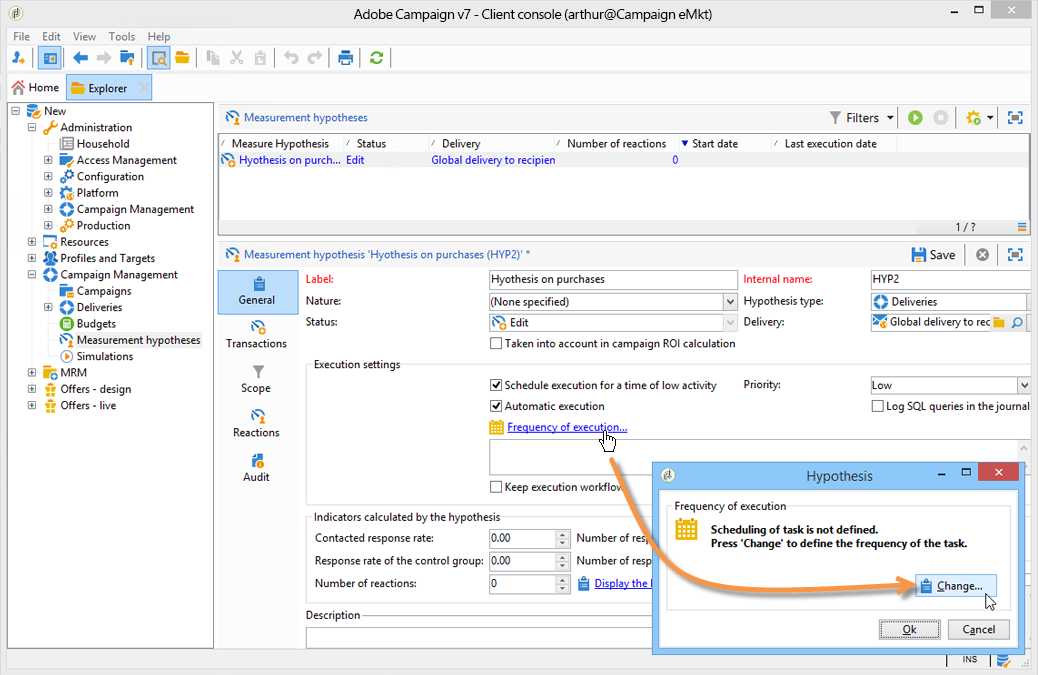 Adobe Campaign v7 - Client console (arthur@Campaign eMkt)
File Edit View Tools Help
Home Explorer
New
Administration
Household
Access Management
Configuration
Platform
Campaign Management
Production
Resources
Profiles and Targets
Campaign Management
Campaigns
Deliveries
Budgets
Measurement hypotheses
Simulations
MRM
Offers - design
Offers - live
Measurement hypotheses Filters
Measure Hypothesis Status Delivery Number of reactions Start date Last execution date
Hyothesis on purch... Edit Global delivery to recipien 0
1 / ?
Measurement hypothesis 'Hyothesis on purchases (HYP2)' * Save
General
Transactions
Scope
Reactions
Audit
Label: Hyothesis on purchases Internal name: HYP2
Nature: (None specified) Hypothesis type: Deliveries
Status: Edit Delivery: Global delivery to rec
Taken into account in campaign ROI calculation
Execution settings
Schedule execution for a time of low activity Priority: Low
Automatic execution Log SQL queries in the journal
Frequency of execution...
Keep execution workflow
Indicators calculated by the hypothesis
Contacted response rate: 0.00 Number of resp
Response rate of the control group: 0.00 Number of resp
Number of reactions: 0 Display the
Description
Hypothesis
Frequency of execution
Scheduling of task is not defined.
Press 'Change' to define the frequency of the task.
Change...
Ok Cancel
INS